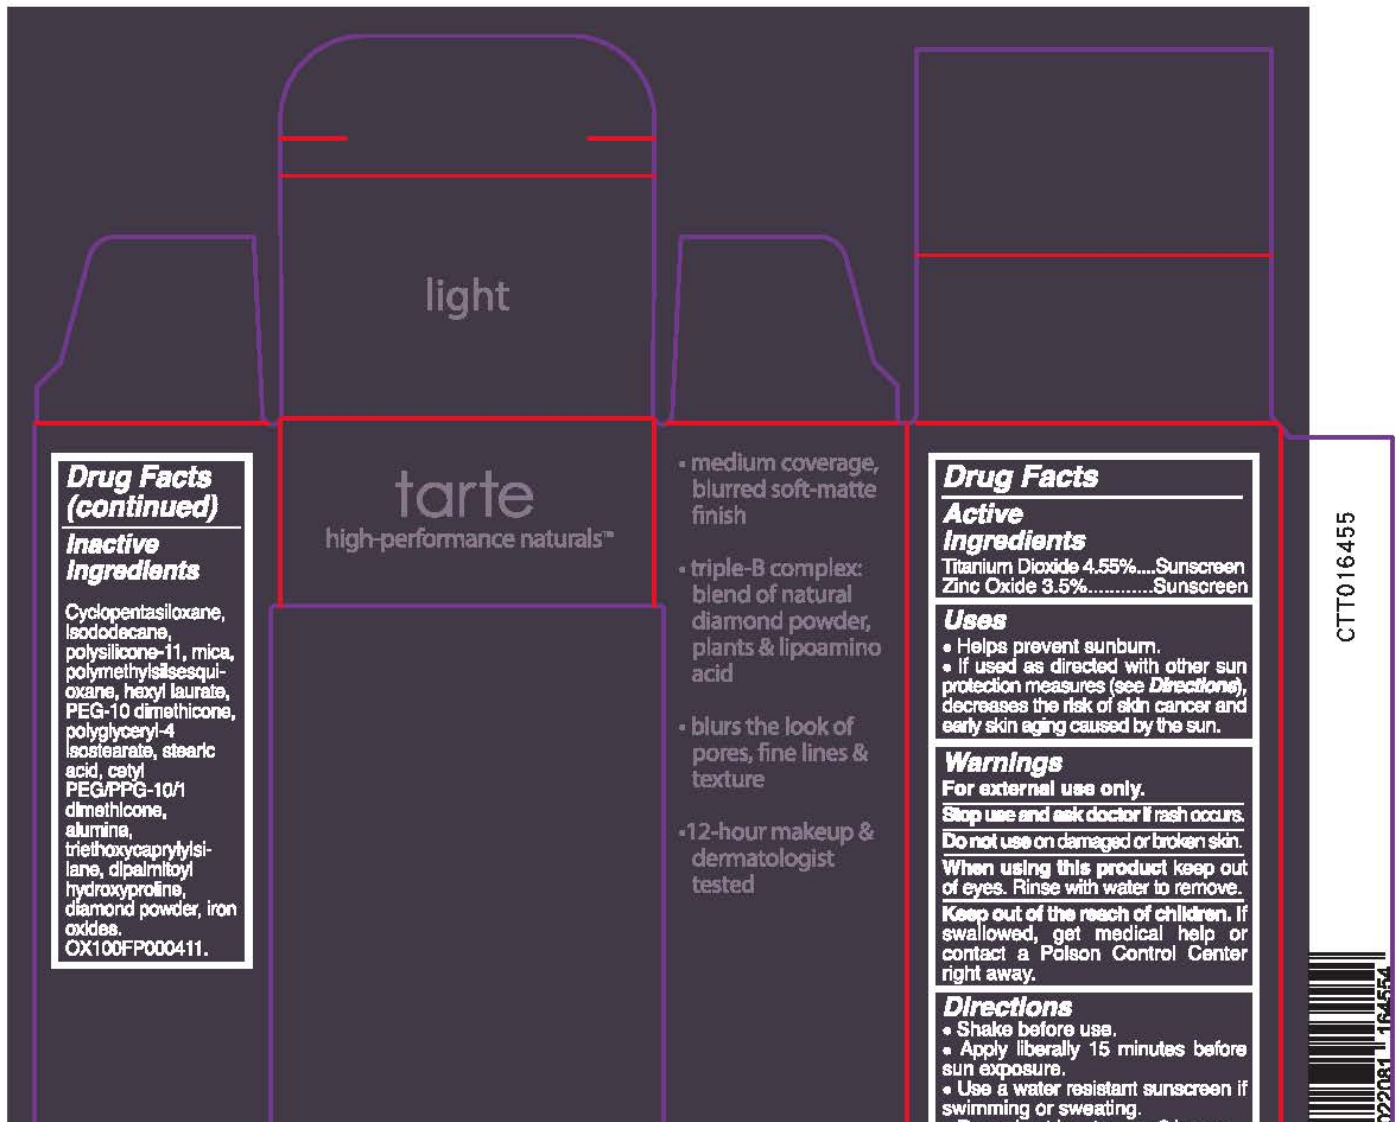 light
Drug Facts
(continued)
Inactive
Ingredients
Cyclopentasiloxane,
Isododecane,
polysilicone-11, mica,
polymethylsilsesqui-
oxane, hexyl laurate,
PEG-10 dimethicone,
polyglyceryl-4
isostearate, stearic
acid, cetyl
PEG/PPG-10/1
dimethicone,
alumina,
triethoxycaprylylsi-
lane, dipalmitoyl
hydroxyproline,
diamond powder, iron
oxides.
OX100FP000411.
tarte
high-performance naturals™
• medium coverage,
blurred soft-matte
finish
• triple-B complex:
blend of natural
diamond powder,
plants & lipoamino
acid
• blurs the look of
pores, fine lines &
texture
•12-hour makeup &
dermatologist
tested
Drug Facts
Active
Ingredients
Titanium Dioxide 4.55%....Sunscreen
Zinc Oxide 3.5%............Sunscreen
Uses
• Helps prevent sunburn.
• If used as directed with other sun
protection measures (see Directions),
decreases the risk of skin cancer and
early skin aging caused by the sun.
Warnings
For external use only.
Stop use and ask doctor if rash occurs.
Do not use on damaged or broken skin.
When using this product keep out
of eyes. Rinse with water to remove.
Keep out of the reach of children. If
swallowed, get medical help or
contact a Poison Control Center
right away.
Directions
• Shake before use.
• Apply liberally 15 minutes before
sun exposure.
• Use a water resistant sunscreen if
swimming or sweating.
CTT016455
022081 164554